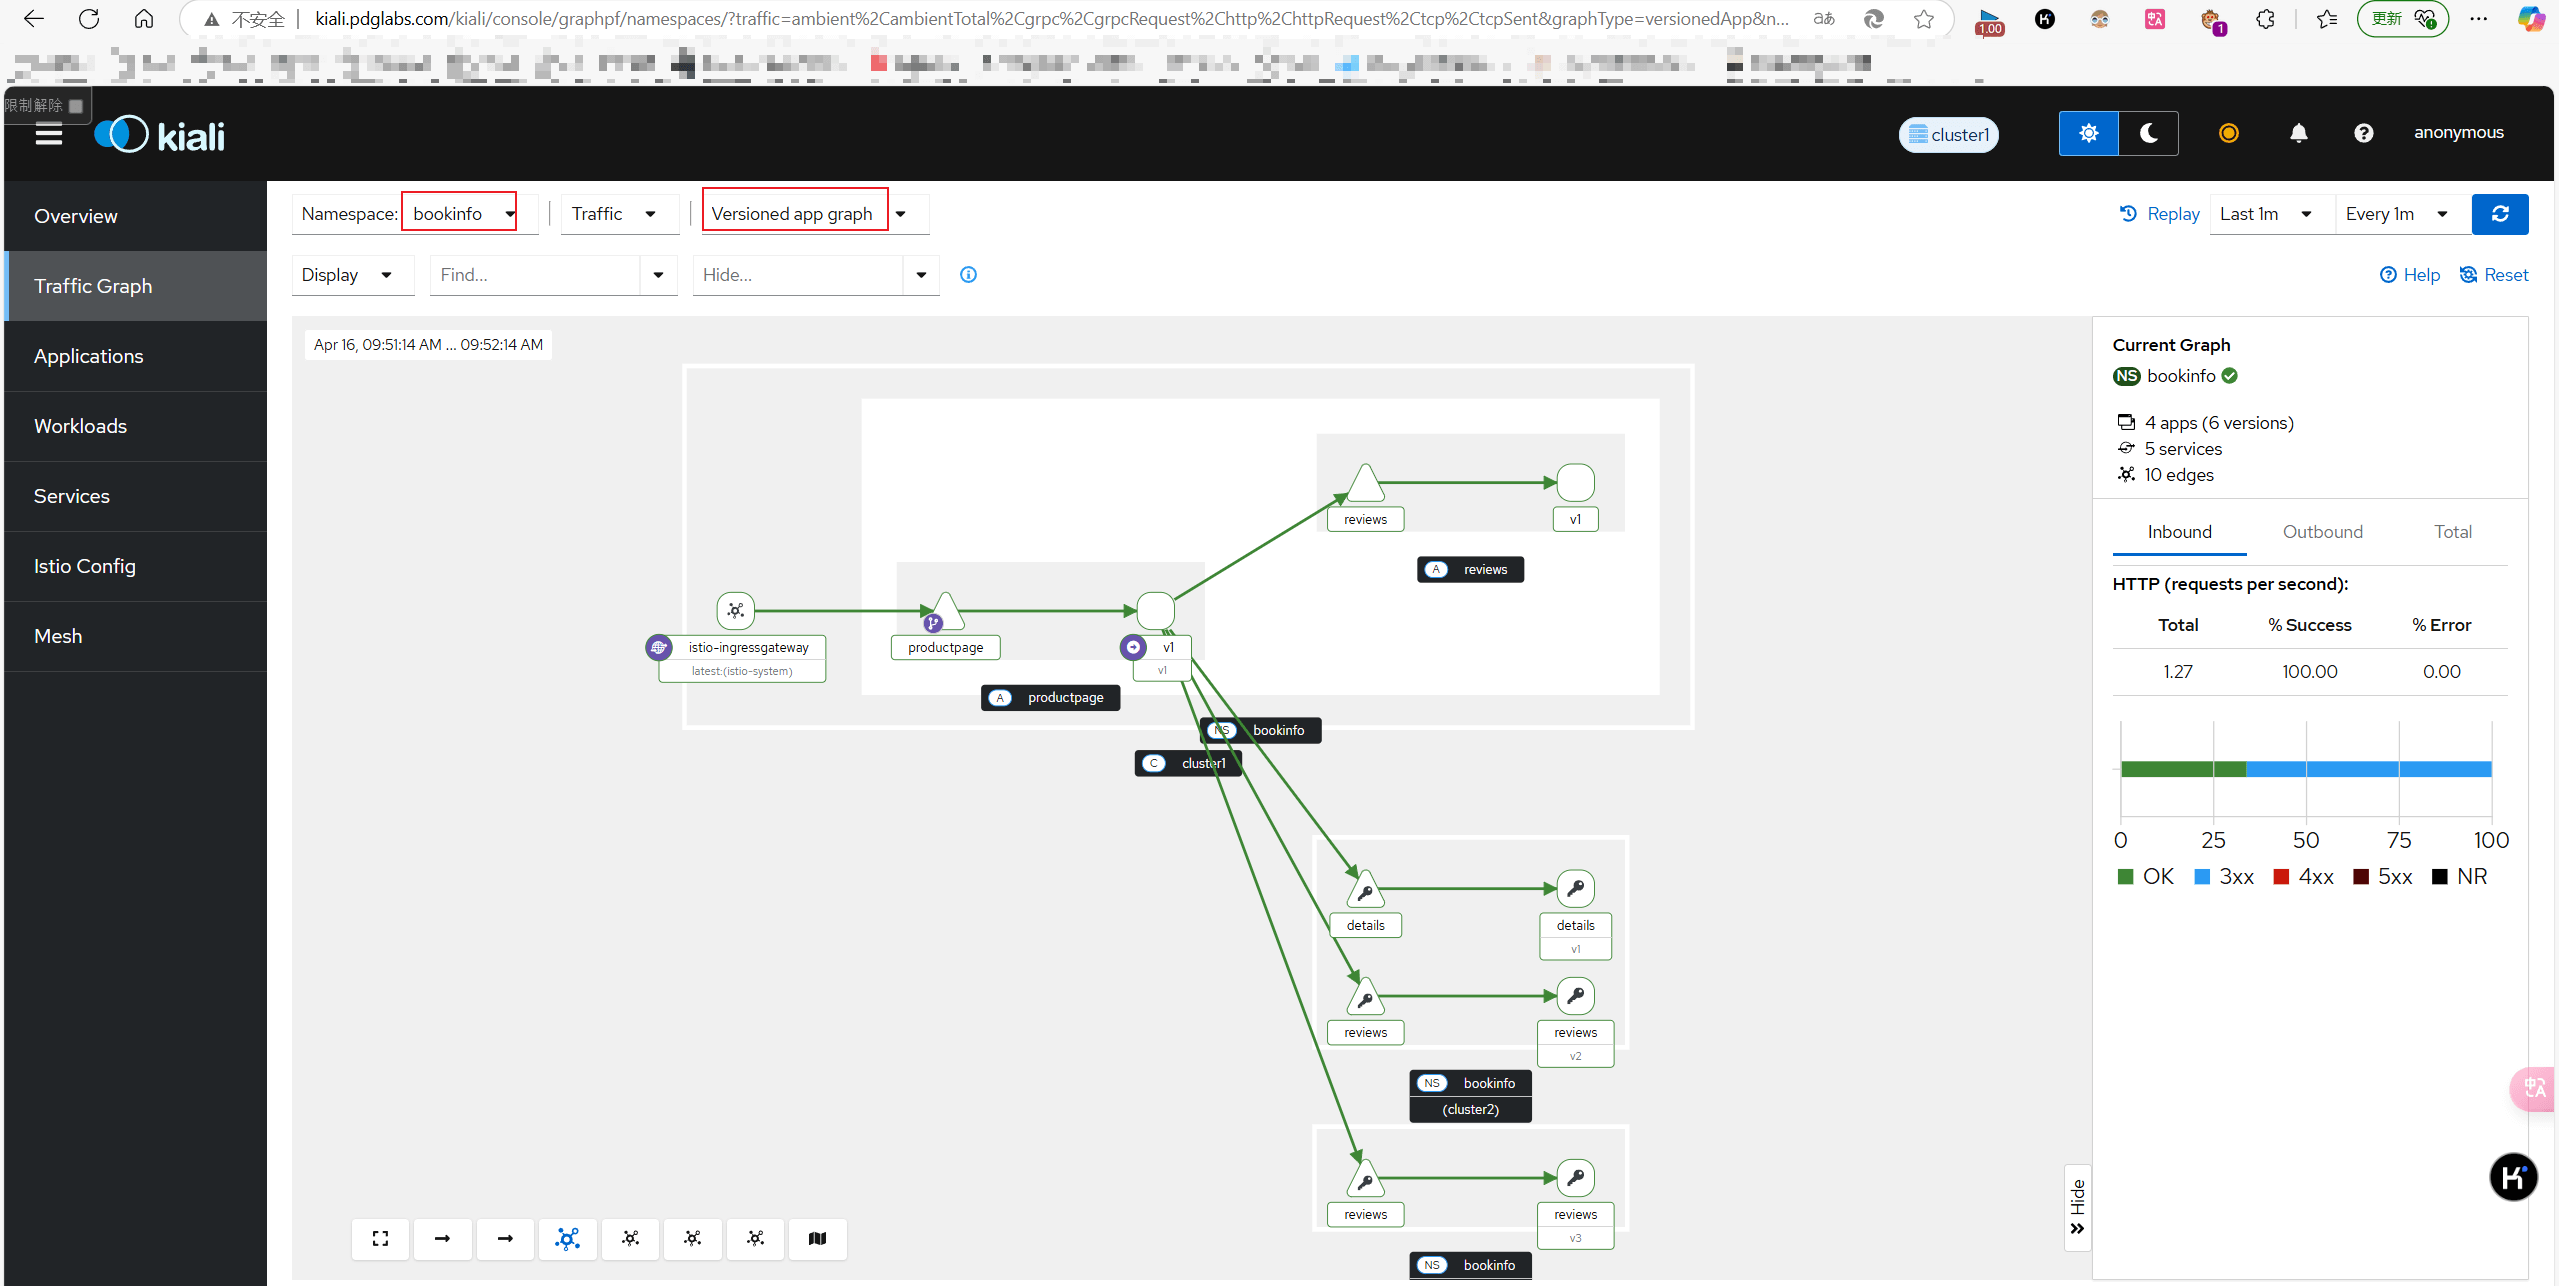 不安全 kiali.pdglabs.com/kiali/console/graphpf/namespaces/?traffic=ambient%2CambientTotal%2Cgrpc%2CgrpcRequest%2Chttp%2ChttpRequest%2Ctcp%2CtcpSent&graphType=versionedApp&n... 1.00 1 更新
限制解除
kiali cluster1 anonymous
Overview
Traffic Graph
Applications
Workloads
Services
Istio Config
Mesh
Namespace: bookinfo Traffic Versioned app graph Replay Last 1m Every 1m
Display Find... Hide... Help Reset
Apr 16, 09:51:14 AM ... 09:52:14 AM
reviews v1
A reviews
istio-ingressgateway
latest:(istio-system)
productpage
v1
v1
A productpage
NS bookinfo
C cluster1
details
details
v1
reviews
reviews
v2
NS bookinfo
(cluster2)
reviews
reviews
v3
NS bookinfo
Hide
Current Graph
NS bookinfo
4 apps (6 versions)
5 services
10 edges
Inbound Outbound Total
HTTP (requests per second):
Total % Success % Error
1.27 100.00 0.00
0 25 50 75 100
OK 3xx 4xx 5xx NR